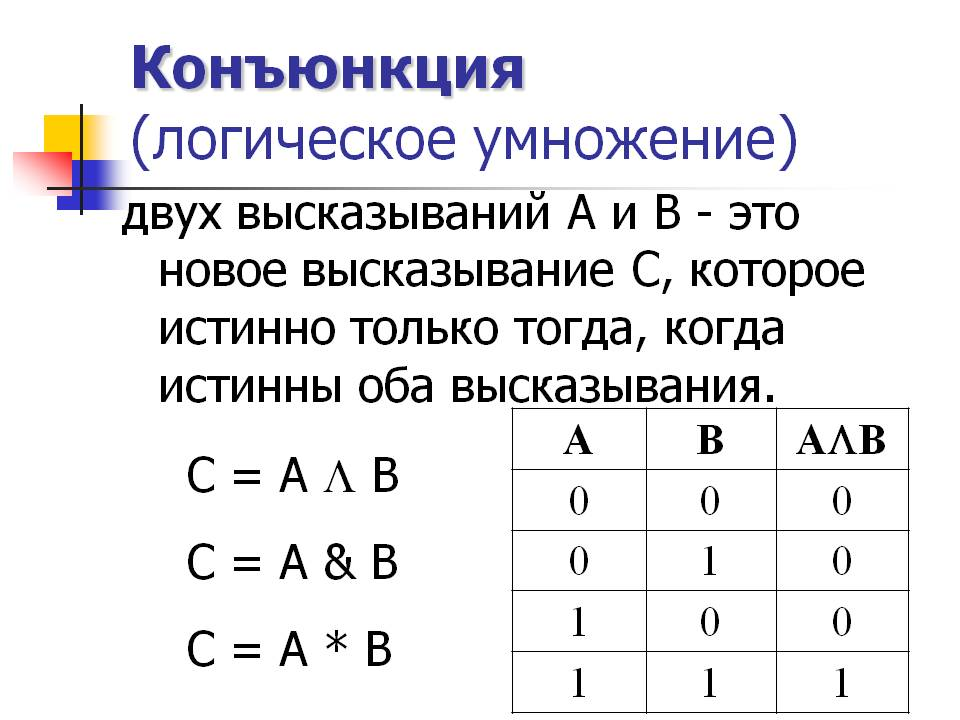 Конъюнкция
(логическое умножение)
двух высказываний А и В - это
новое высказывание С, которое
истинно только тогда, когда
истинны оба высказывания.
С = А Λ В
С = А & В
С = А * В
А В АΛВ
0 0 0
0 1 0
1 0 0
1 1 1